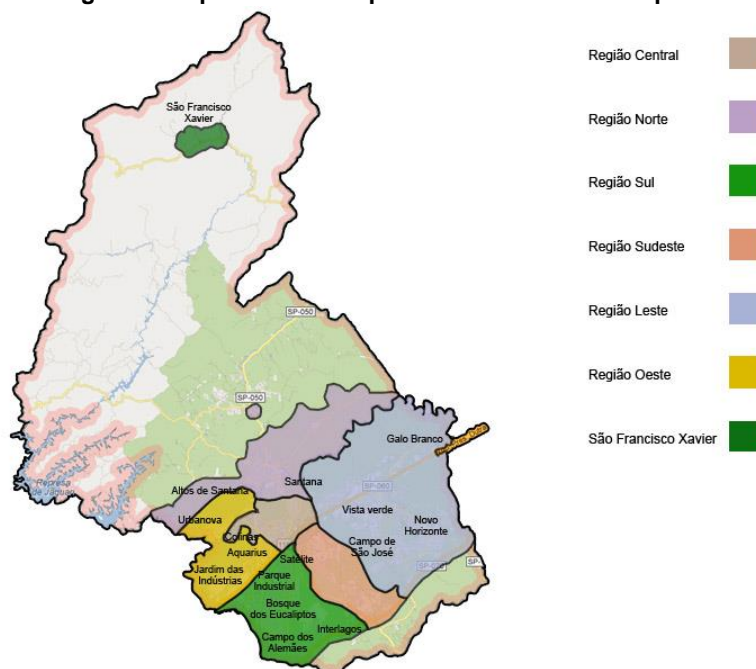 São Francisco
Xavier
SP-050
SP-050
Represa
de Jaguari
Galo Branco
Altos de Santana
Santana
SP-060
Urbanova
Vista verde
Novo
Horizonte
Colinas
Campo de
São José
Aquarius
Satélite
Jardim das
Indústrias
Parque
Industrial
Bosque
dos Eucaliptos
Interlagos
Campo dos
Alemães
Região Central
Região Norte
Região Sul
Região Sudeste
Região Leste
Região Oeste
São Francisco Xavier